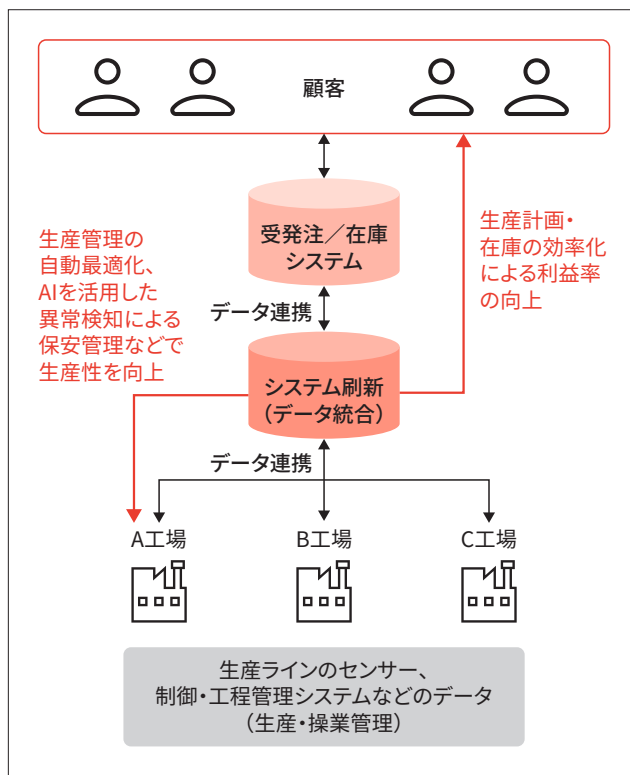 顧客
受発注／在庫
システム
生産管理の
自動最適化、
AIを活用した
異常検知による
保安管理などで
生産性を向上
生産計画・
在庫の効率化
による利益率
の向上
データ連携
システム刷新
（データ統合）
データ連携
A工場
B工場
C工場
生産ラインのセンサー、
制御・工程管理システムなどのデータ
（生産・操業管理）